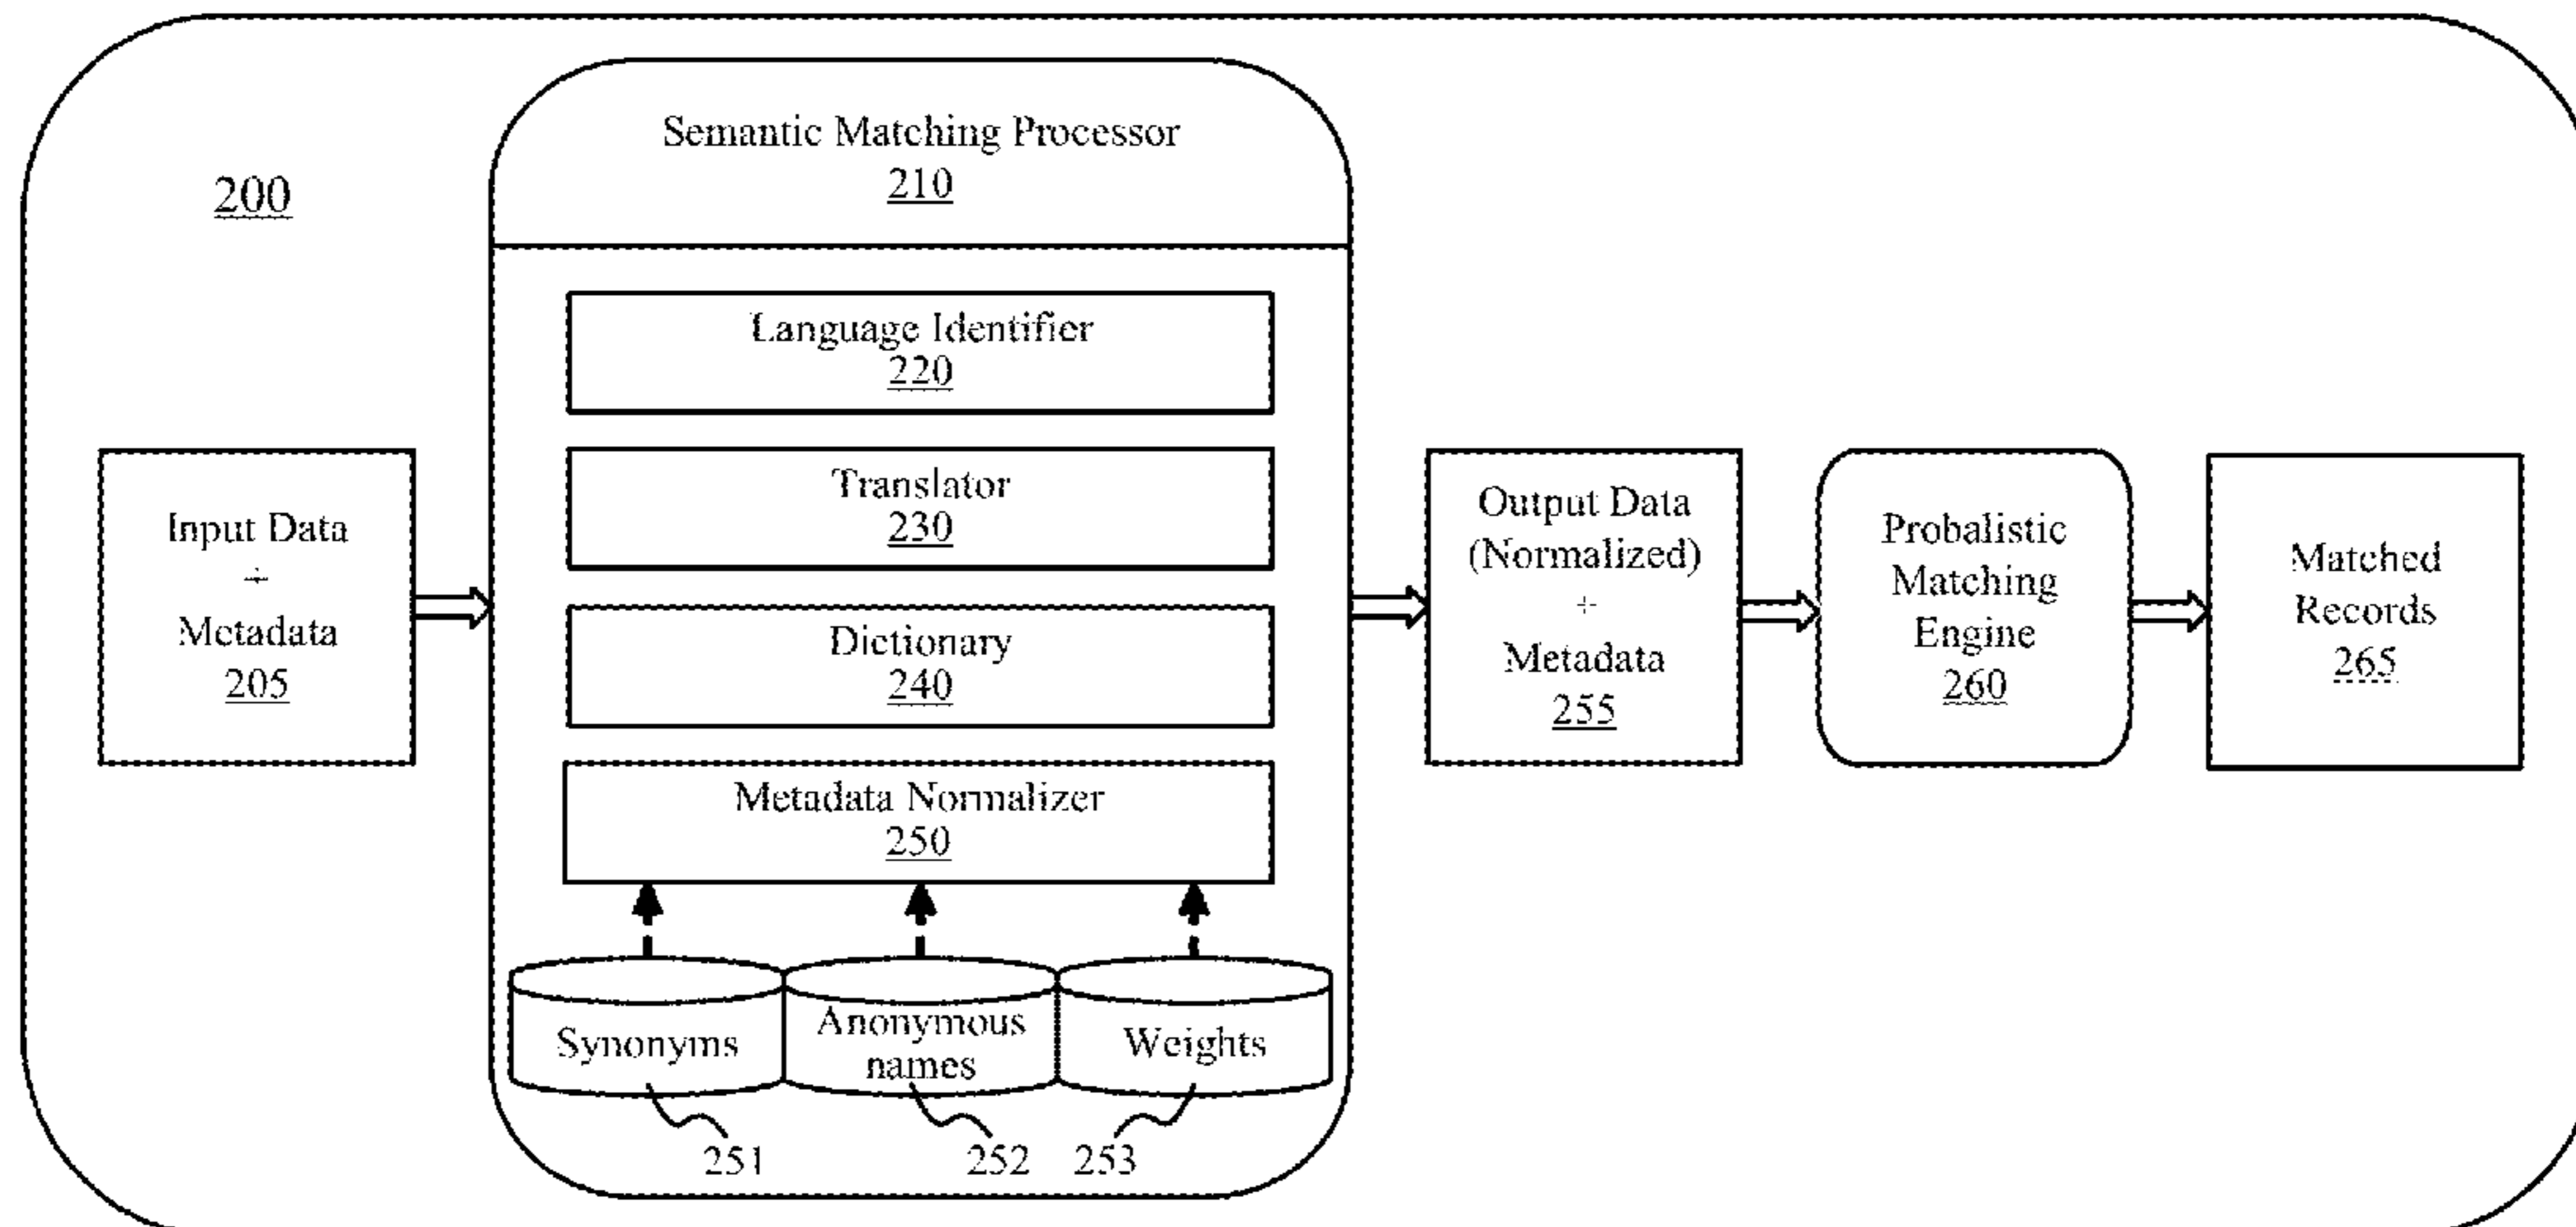 200
Semantic Matching Processor
210
Input Data
+
Metadata
205
Language Identifier
220
Translator
230
Dictionary
240
Metadata Normalizer
250
Synonyms
Anonymous
names
Weights
251
252
253
Output Data
(Normalized)
+
Metadata
255
Probalistic
Matching
Engine
260
Matched
Records
265